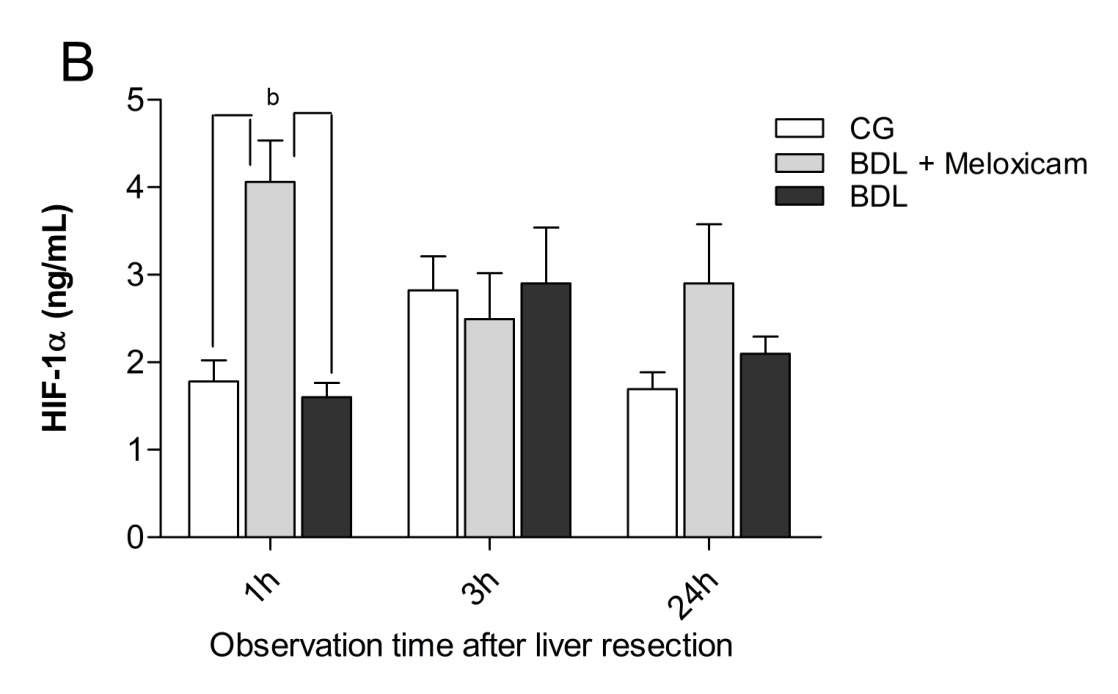 B
b
5
4
3
2
1
0
HIF-1α (ng/mL)
CG
BDL + Meloxicam
BDL
1h
3h
24h
Observation time after liver resection